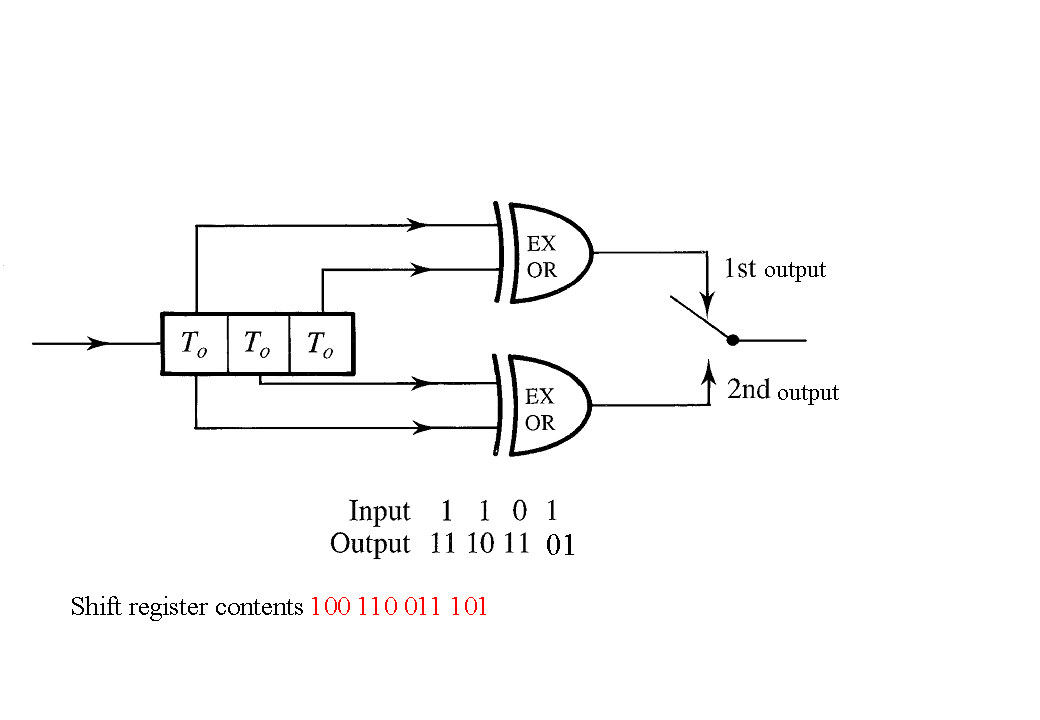 EX
OR
1st output
T_o T_o T_o
EX
OR
2nd output
Input 1 1 0 1
Output 11 10 11 01
Shift register contents 100 110 011 101